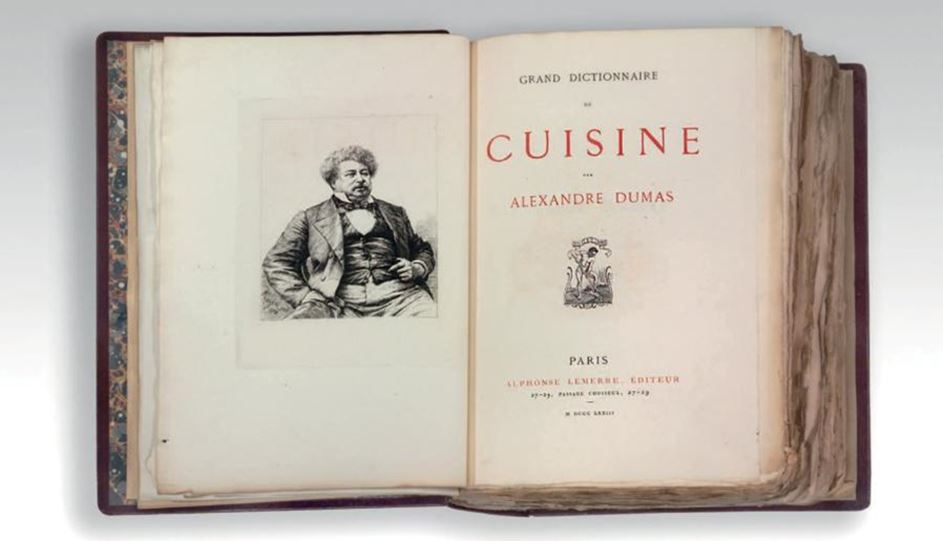 GRAND DICTIONNAIRE
DE
CUISINE
PAR
ALEXANDRE DUMAS
PARIS
ALPHONSE LEMERRE, ÉDITEUR
27-29, PASSAGE CHOISEUL, 27-29
M DCCC LXXIII